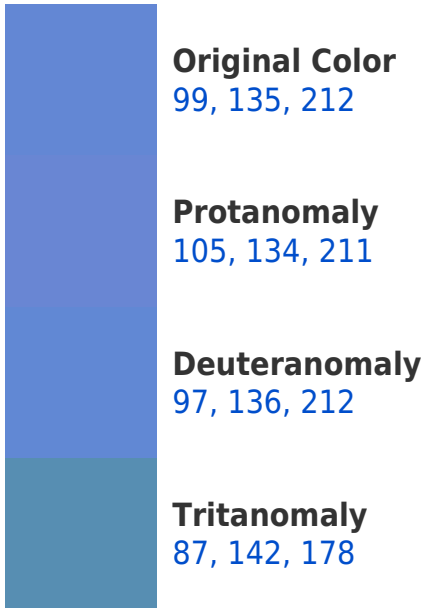 Original Color
99, 135, 212
Protanomaly
105, 134, 211
Deuteranomaly
97, 136, 212
Tritanomaly
87, 142, 178